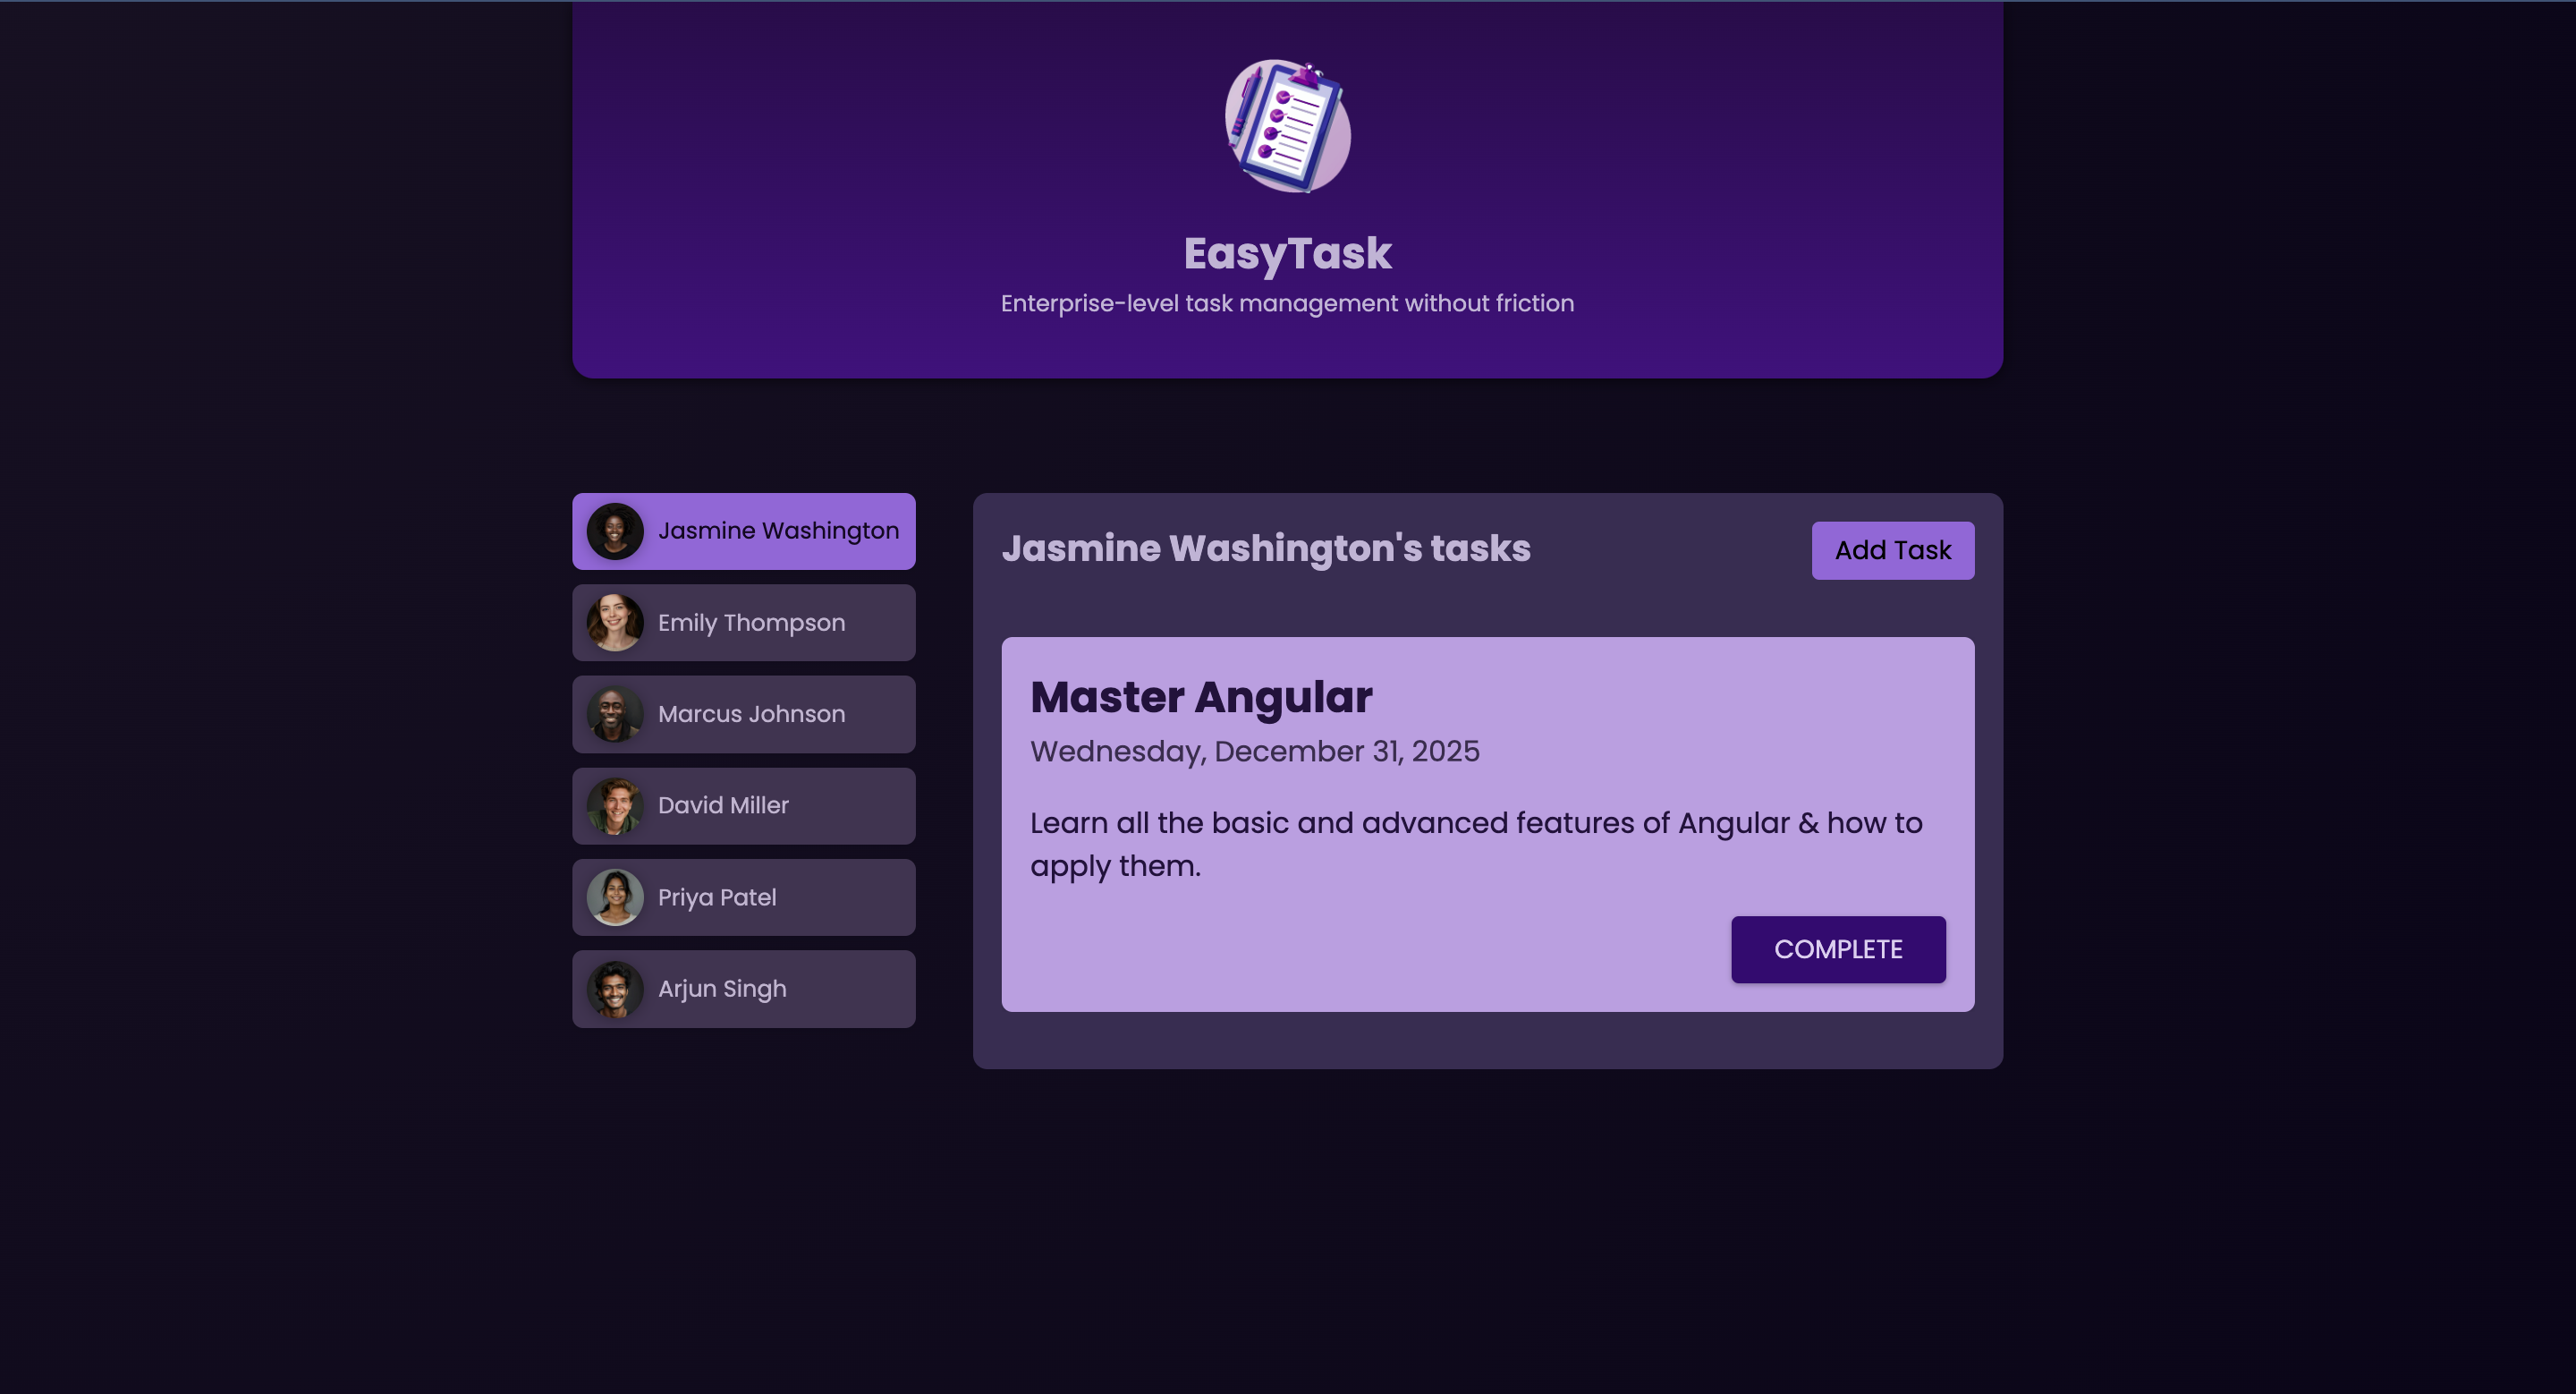 EasyTask
Enterprise-level task management without friction
Jasmine Washington
Emily Thompson
Marcus Johnson
David Miller
Priya Patel
Arjun Singh
Jasmine Washington's tasks
Add Task
Master Angular
Wednesday, December 31, 2025
Learn all the basic and advanced features of Angular & how to
apply them.
COMPLETE